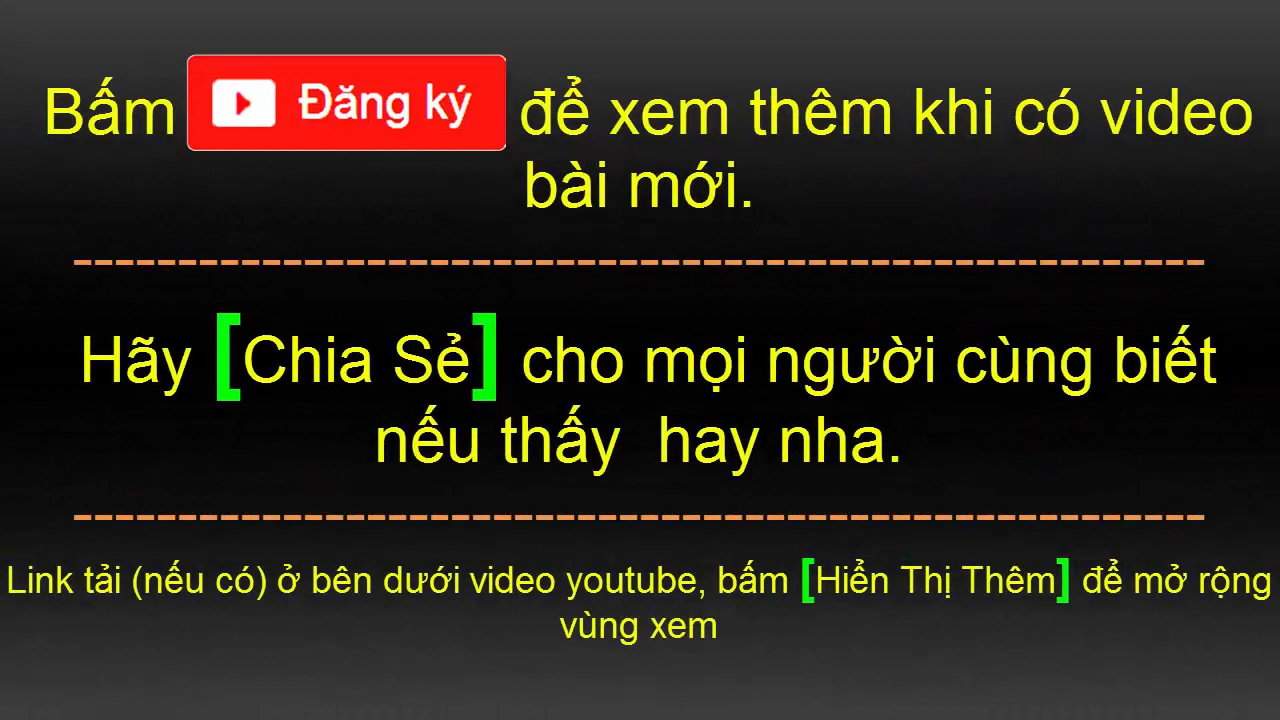 Bấm Đăng ký để xem thêm khi có video
bài mới.
------------------------------------------------------
Hãy [Chia Sẻ] cho mọi người cùng biết
nếu thấy  hay nha.
------------------------------------------------------
Link tải (nếu có) ở bên dưới video youtube, bấm [Hiển Thị Thêm] để mở rộng
vùng xem